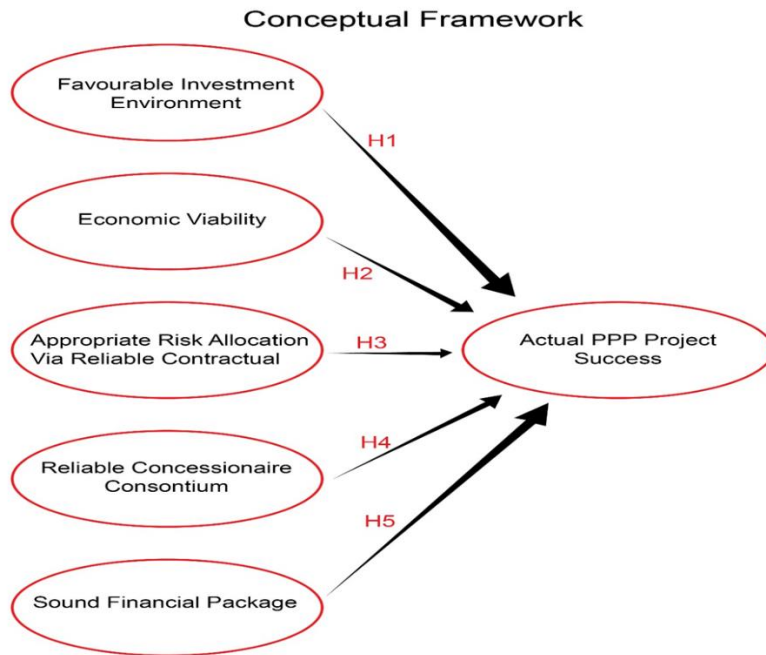 Conceptual Framework
Favourable Investment
Environment
H1
Economic Viability
H2
Appropriate Risk Allocation
Via Reliable Contractual
H3
Actual PPP Project
Success
Reliable Concessionaire
Consortium
H4
H5
Sound Financial Package